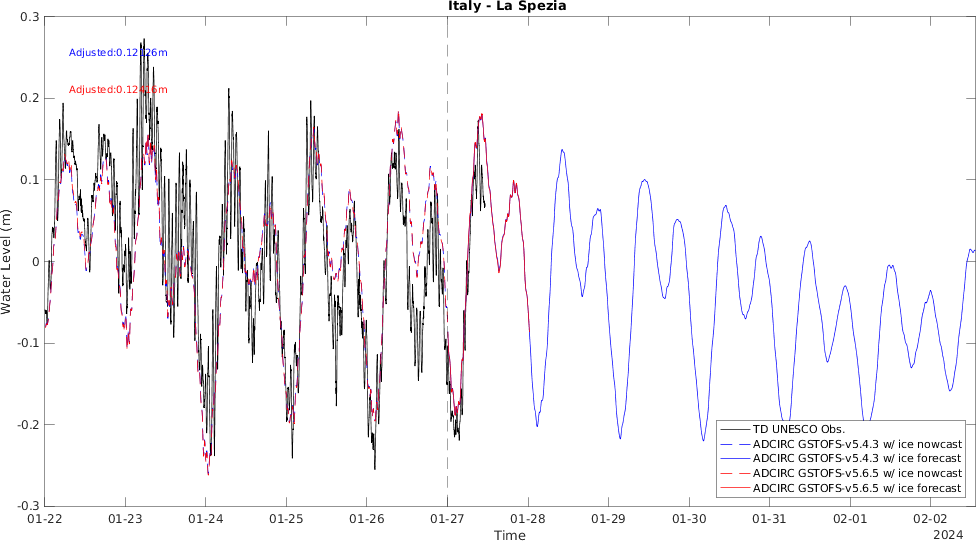 Italy - La Spezia
Adjusted:0.12126m
Adjusted:0.12416m
Water Level (m)
0.3
0.2
0.1
0
-0.1
-0.2
-0.3
TD UNESCO Obs.
ADCIRC GSTOFS-v5.4.3 w/ ice nowcast
ADCIRC GSTOFS-v5.4.3 w/ ice forecast
ADCIRC GSTOFS-v5.6.5 w/ ice nowcast
ADCIRC GSTOFS-v5.6.5 w/ ice forecast
01-22 01-23 01-24 01-25 01-26 01-27 01-28 01-29 01-30 01-31 02-01 02-02
Time
2024